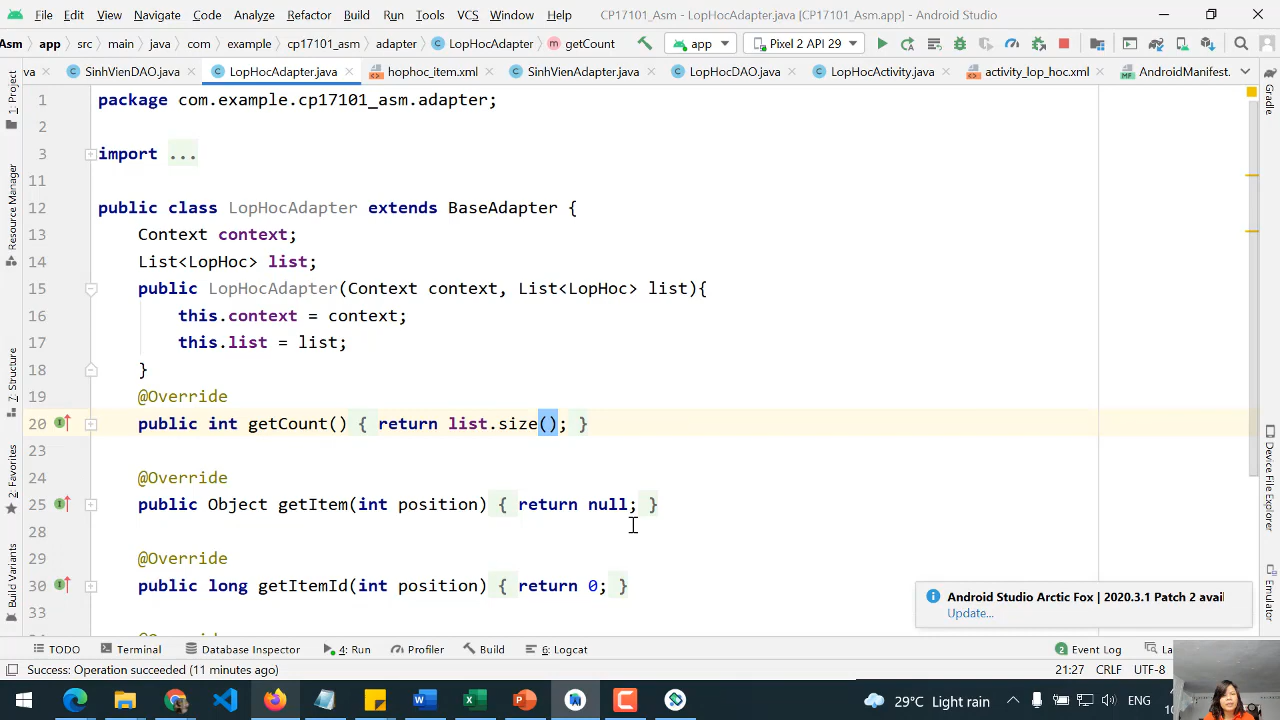 File Edit View Navigate Code Analyze Refactor Build Run Tools VCS Window Help CP17101_Asm - LopHocAdapter.java [CP17101_Asm.app] - Android Studio
Asm app src main java com example cp17101_asm adapter LopHocAdapter getCount app Pixel 2 API 29
va SinhVienDAO.java LopHocAdapter.java hophoc_item.xml SinhVienAdapter.java LopHocDAO.java LopHocActivity.java activity_lop_hoc.xml AndroidManifest.
1 package com.example.cp17101_asm.adapter;
2
3 import ...
11
12 public class LopHocAdapter extends BaseAdapter {
13 Context context;
14 List<LopHoc> list;
15 public LopHocAdapter(Context context, List<LopHoc> list){
16 this.context = context;
17 this.list = list;
18 }
19 @Override
20 public int getCount() { return list.size(); }
23
24 @Override
25 public Object getItem(int position) { return null; }
28
29 @Override
30 public long getItemId(int position) { return 0; }
33
1: Project
Resource Manager
Z: Structure
2: Favorites
Build Variants
Gradle
Device File Explorer
Emulator
Android Studio Arctic Fox | 2020.3.1 Patch 2 avai
Update...
TODO Terminal Database Inspector 4: Run Profiler Build 6: Logcat 2 Event Log
Success: Operation succeeded (11 minutes ago) 21:27 CRLF UTF-8
29°C Light rain ENG